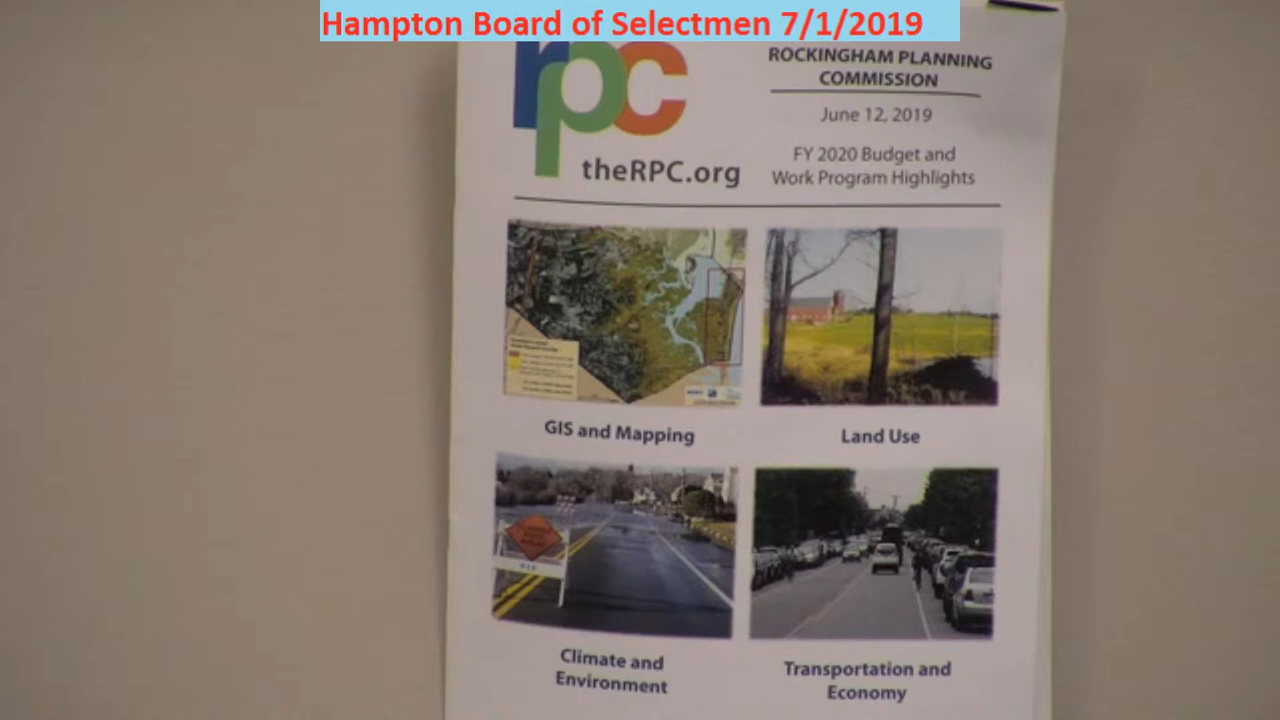 Hampton Board of Selectmen 7/1/2019
rpc
theRPC.org
ROCKINGHAM PLANNING
COMMISSION
June 12, 2019
FY 2020 Budget and
Work Program Highlights
GIS and Mapping
Land Use
Climate and
Environment
Transportation and
Economy